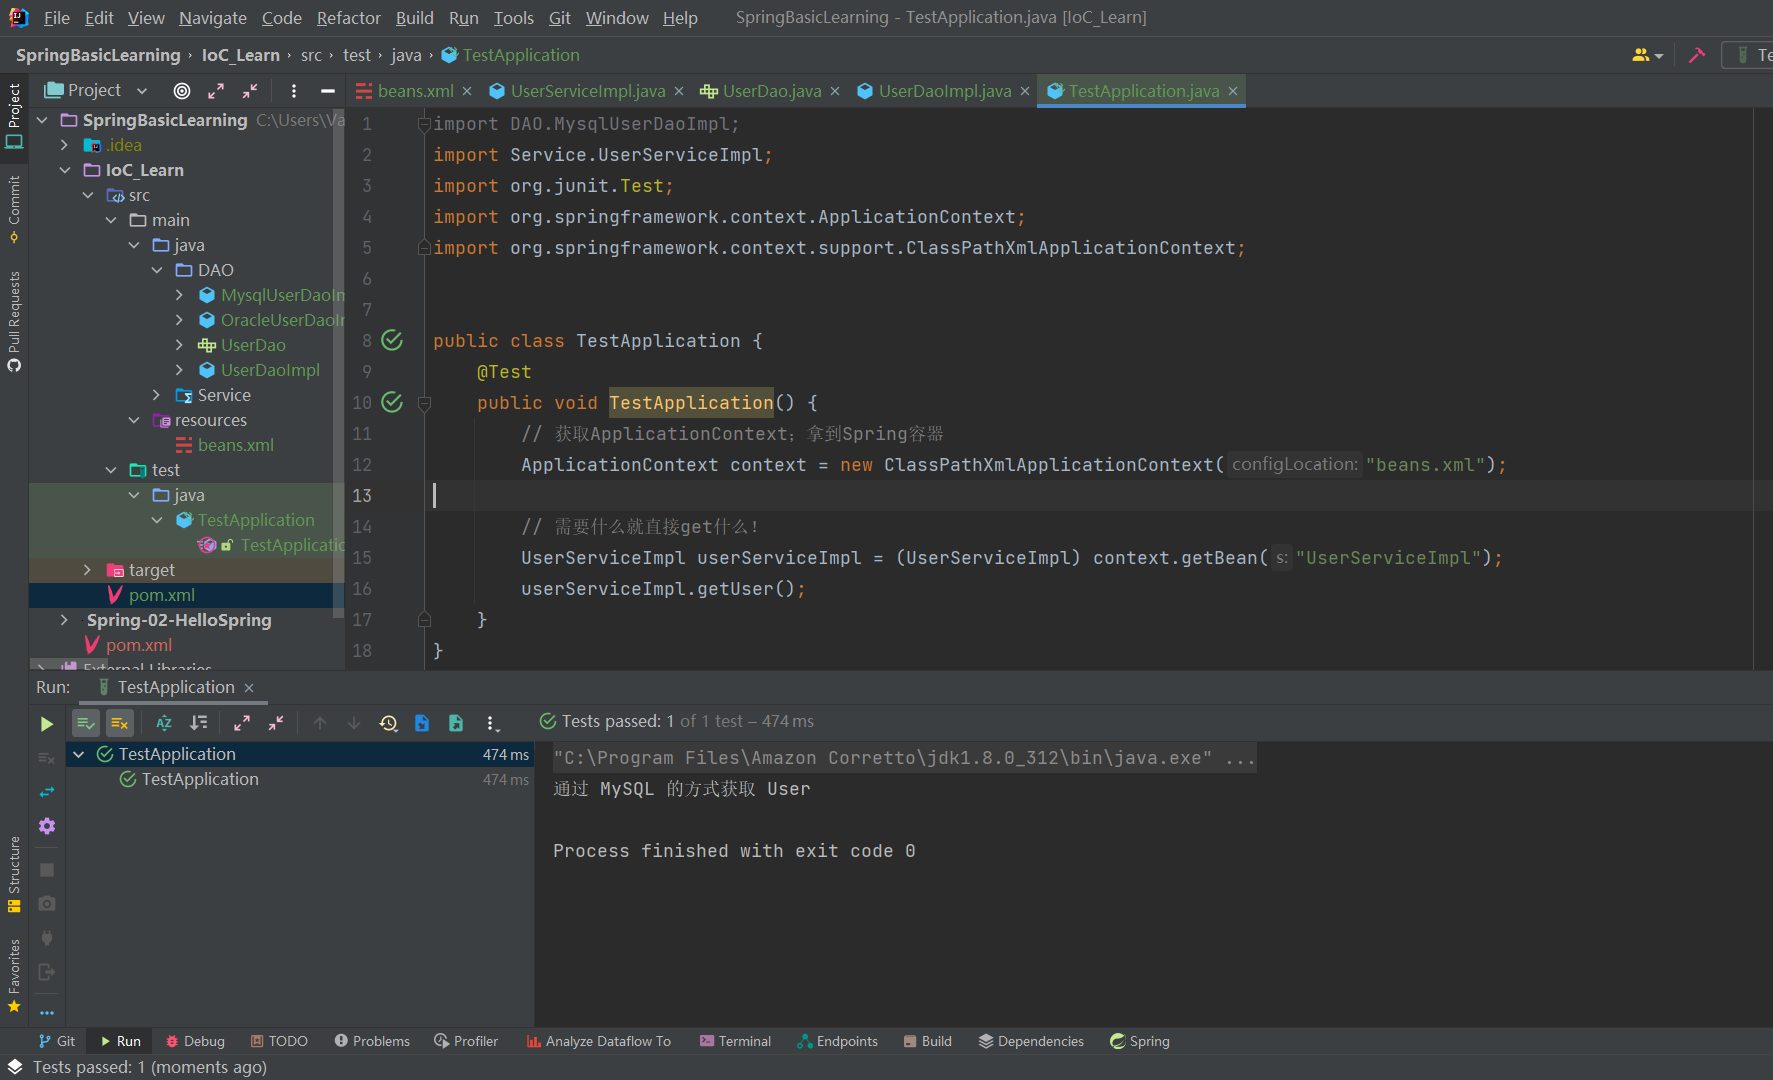 File Edit View Navigate Code Refactor Build Run Tools Git Window Help SpringBasicLearning - TestApplication.java [IoC_Learn]
SpringBasicLearning › IoC_Learn › src › test › java › TestApplication
Te
Project
beans.xml
UserServiceImpl.java
UserDao.java
UserDaoImpl.java
TestApplication.java
Project
Commit
Pull Requests
Structure
Favorites
SpringBasicLearning C:\Users\Va
.idea
IoC_Learn
src
main
java
DAO
MysqlUserDaoIm
OracleUserDaoIr
UserDao
UserDaoImpl
Service
resources
beans.xml
test
java
TestApplication
TestApplicatic
target
pom.xml
Spring-02-HelloSpring
pom.xml
External Libraries
1 import DAO.MysqlUserDaoImpl;
2 import Service.UserServiceImpl;
3 import org.junit.Test;
4 import org.springframework.context.ApplicationContext;
5 import org.springframework.context.support.ClassPathXmlApplicationContext;
6
7
8 public class TestApplication {
9 @Test
10 public void TestApplication() {
11 // 获取ApplicationContext；拿到Spring容器
12 ApplicationContext context = new ClassPathXmlApplicationContext( configLocation: "beans.xml");
13
14 // 需要什么就直接get什么！
15 UserServiceImpl userServiceImpl = (UserServiceImpl) context.getBean( s: "UserServiceImpl");
16 userServiceImpl.getUser();
17 }
18 }
Run: TestApplication
Tests passed: 1 of 1 test – 474 ms
TestApplication 474 ms
TestApplication 474 ms
"C:\Program Files\Amazon Corretto\jdk1.8.0_312\bin\java.exe" ...
通过 MySQL 的方式获取 User
Process finished with exit code 0
Git Run Debug TODO Problems Profiler Analyze Dataflow To Terminal Endpoints Build Dependencies Spring
Tests passed: 1 (moments ago)